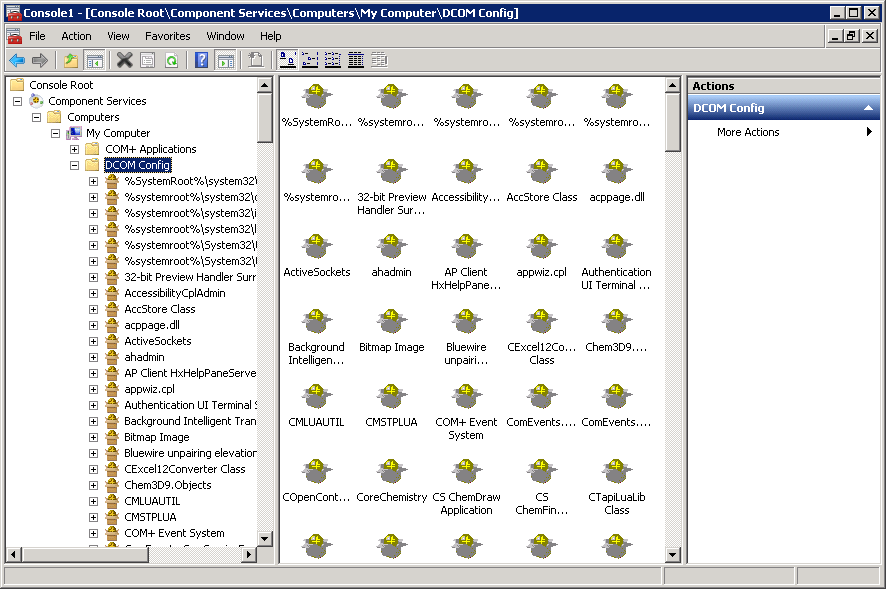 Console1 - [Console Root\Component Services\Computers\My Computer\DCOM Config]
File Action View Favorites Window Help
Console Root
Component Services
Computers
My Computer
COM+ Applications
DCOM Config
%SystemRoot%\system32\
%systemroot%\system32\
%systemroot%\system32\i
%systemroot%\system32\
%systemroot%\System32\
%systemroot%\System32\
32-bit Preview Handler Surr
AccessibilityCplAdmin
AccStore Class
acppage.dll
ActiveSockets
ahadmin
AP Client HxHelpPaneServe
appwiz.cpl
Authentication UI Terminal S
Background Intelligent Tran
Bitmap Image
Bluewire unpairing elevation
CExcel12Converter Class
Chem3D9.Objects
CMLUAUTIL
CMSTPLUA
COM+ Event System
%SystemRo... %systemro... %systemro... %systemro... %systemro...
%systemro... 32-bit Preview Handler Sur... Accessibility... AccStore Class acppage.dll
ActiveSockets ahadmin AP Client HxHelpPane... appwiz.cpl Authentication UI Terminal ...
Background Intelligen... Bitmap Image Bluewire unpairi... CExcel12Co... Class Chem3D9....
CMLUAUTIL CMSTPLUA COM+ Event System ComEvents.... ComEvents....
COpenCont... CoreChemistry CS ChemDraw Application CS ChemFin... CTapiLuaLib Class
Actions
DCOM Config
More Actions